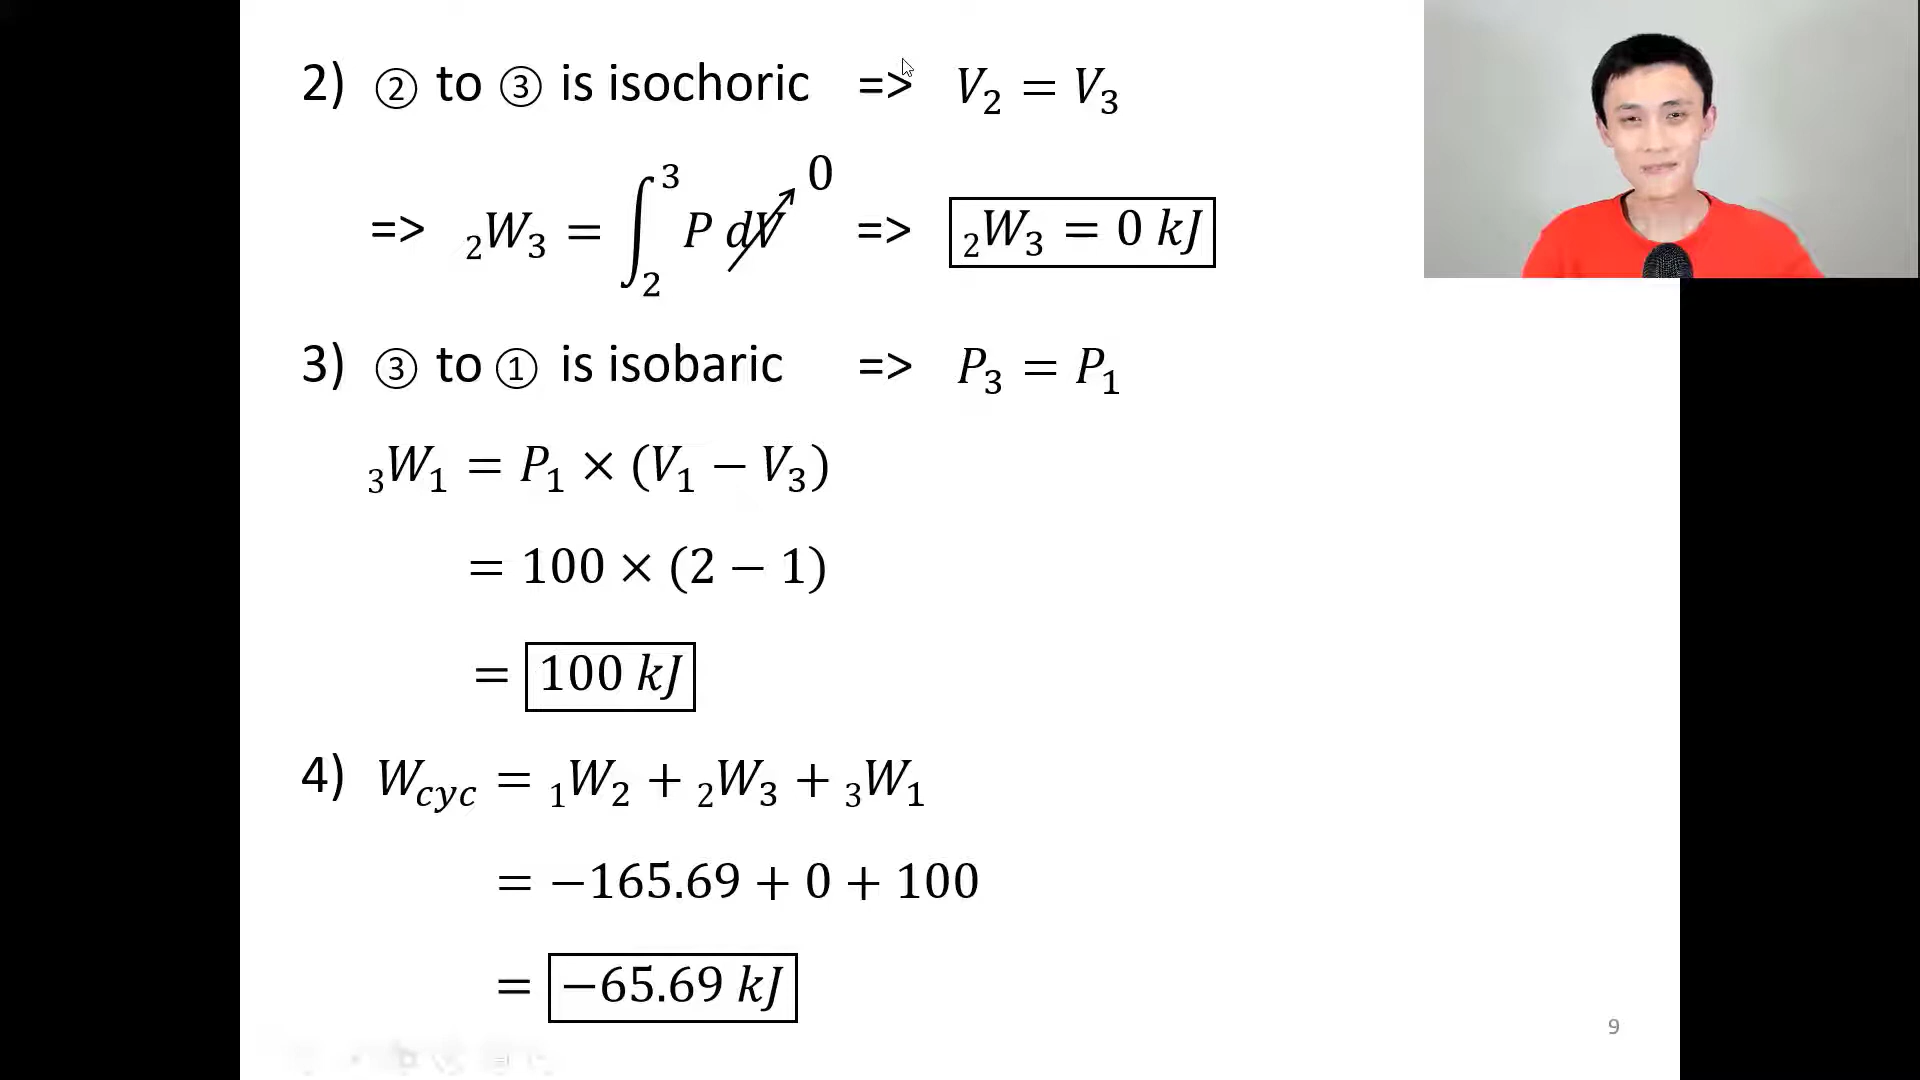 2) ② to ③ is isochoric => V₂ = V₃
=> ₂W₃ = ∫₂³ P dV 0 => ₂W₃ = 0 kJ
3) ③ to ① is isobaric => P₃ = P₁
₃W₁ = P₁ × (V₁ − V₃)
= 100 × (2 − 1)
= 100 kJ
4) W_cyc = ₁W₂ + ₂W₃ + ₃W₁
= −165.69 + 0 + 100
= −65.69 kJ
9